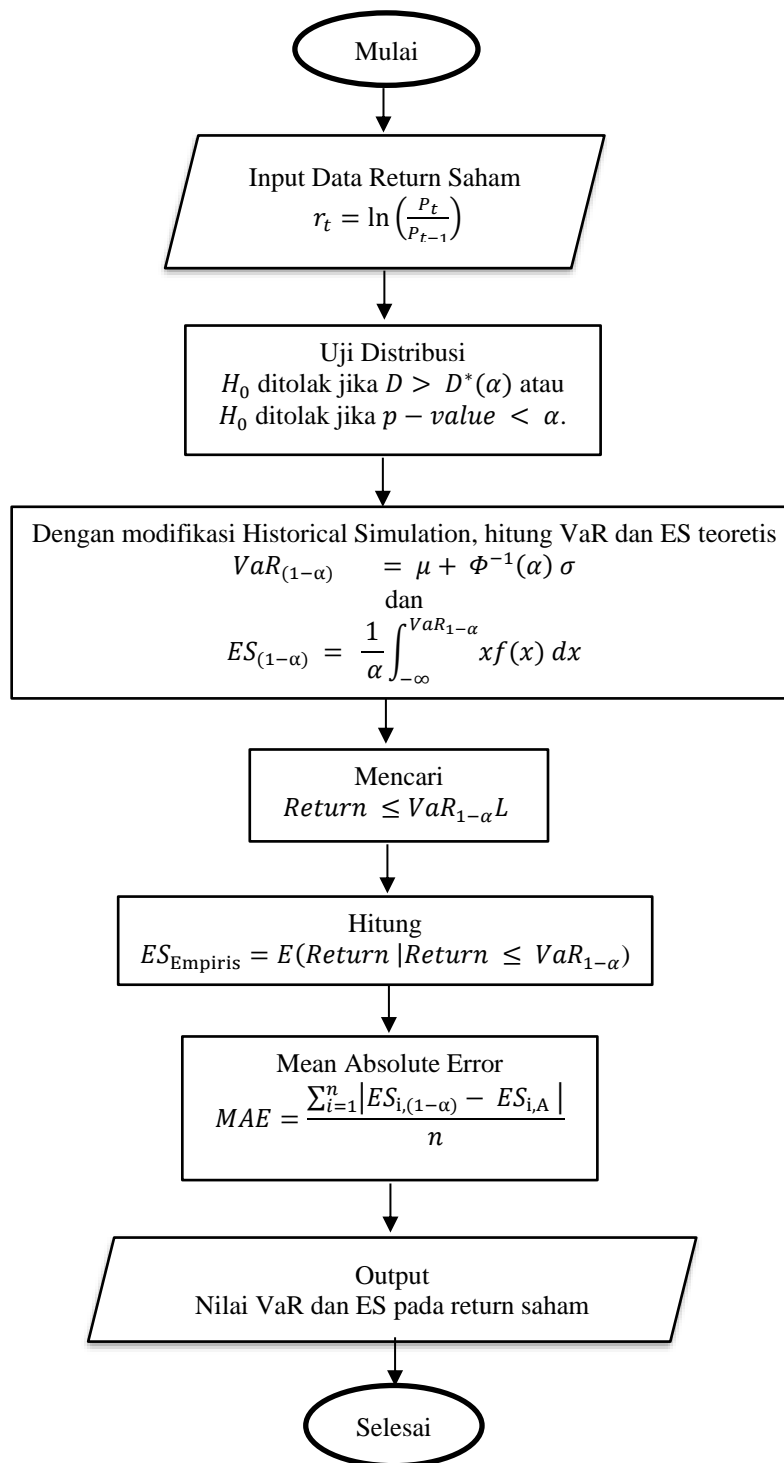 Mulai
Input Data Return Saham
r_t = ln (P_t / P_{t−1})
Uji Distribusi
H_0 ditolak jika D > D^*(α) atau
H_0 ditolak jika p − value < α.
Dengan modifikasi Historical Simulation, hitung VaR dan ES teoretis
VaR_{(1−α)} = μ + Φ^{−1}(α) σ
dan
ES_{(1−α)} = 1/α ∫_{−∞}^{VaR_{1−α}} xf(x) dx
Mencari
Return ≤ VaR_{1−α}L
Hitung
ES_{Empiris} = E(Return |Return ≤ VaR_{1−α})
Mean Absolute Error
MAE = ∑_{i=1}^{n}|ES_{i,(1−α)} − ES_{i,A} | / n
Output
Nilai VaR dan ES pada return saham
Selesai